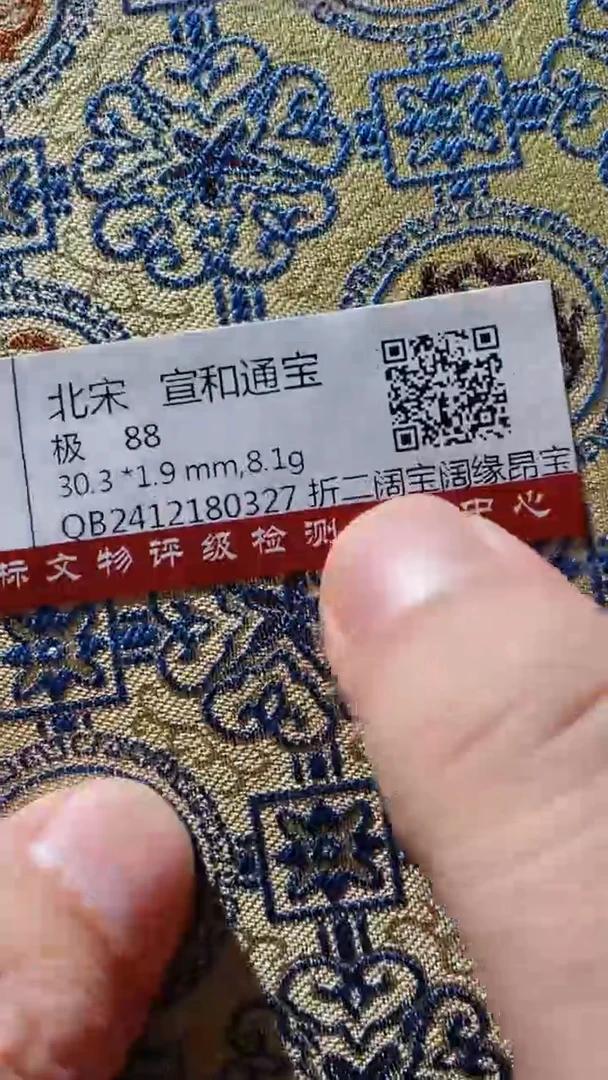 北宋 宣和通宝
极 88
30.3*1.9 mm,8.1g
QB2412180327 折二阔宝阔缘昂宝
标文物评级检测 中心